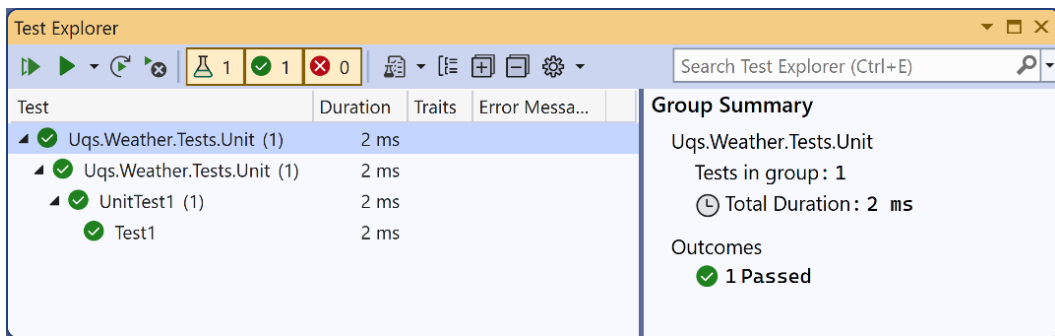 Test Explorer
1 1 0 Search Test Explorer (Ctrl+E)
Test Duration Traits Error Messa...
Uqs.Weather.Tests.Unit (1) 2 ms
Uqs.Weather.Tests.Unit (1) 2 ms
UnitTest1 (1) 2 ms
Test1 2 ms
Group Summary
Uqs.Weather.Tests.Unit
Tests in group: 1
Total Duration: 2 ms
Outcomes
1 Passed